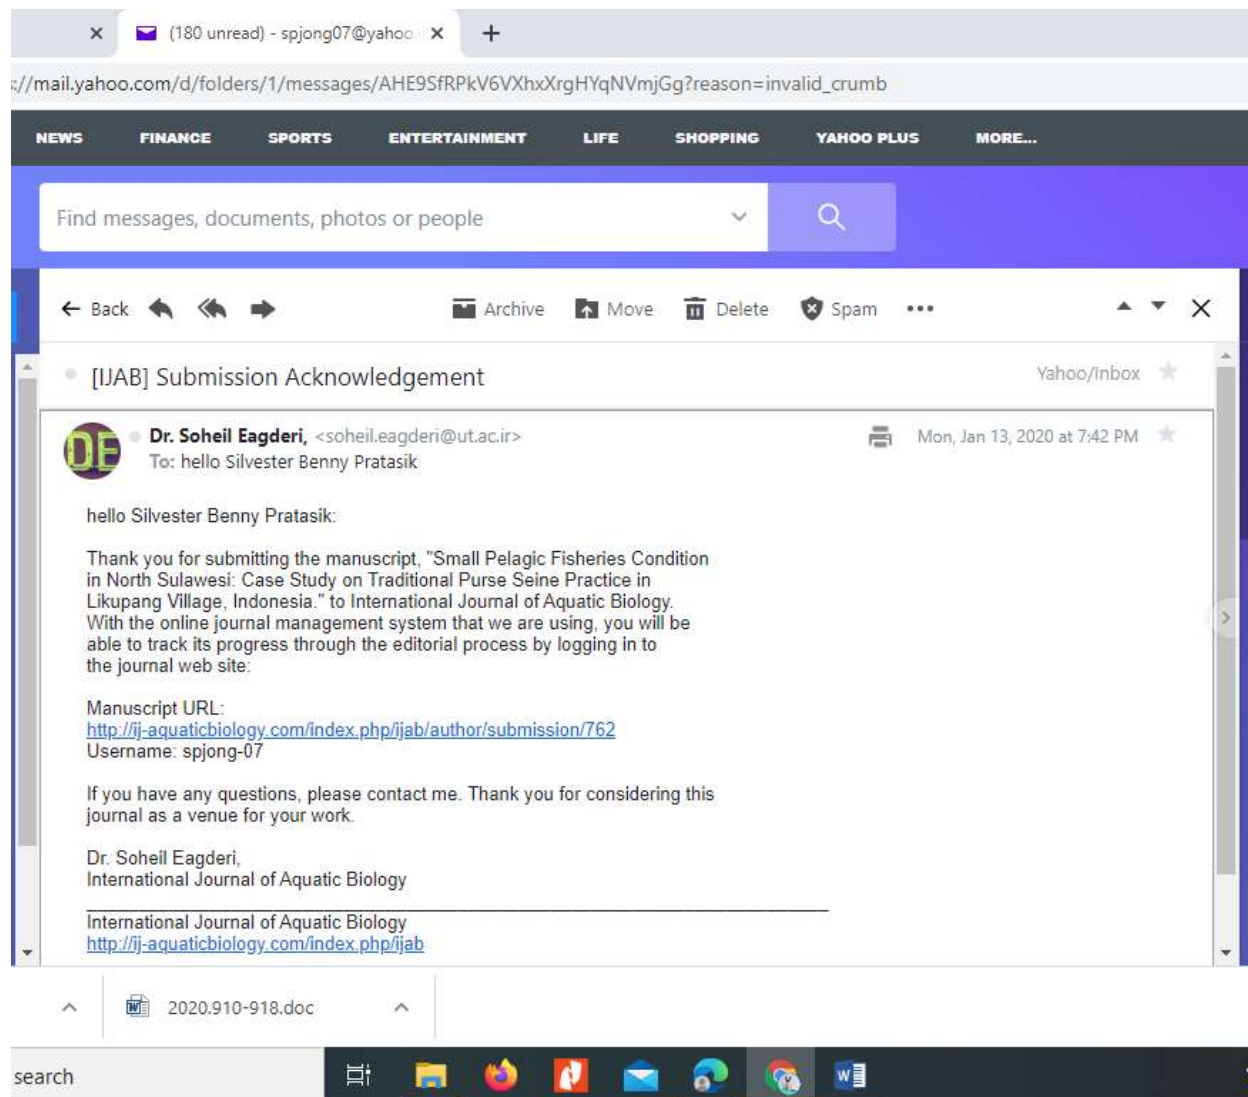 (180 unread) - spjong07@yahoo.
://mail.yahoo.com/d/folders/1/messages/AHE9SfRPkV6VXhxXrgHYqNVmjGg?reason=invalid_crumb
NEWS FINANCE SPORTS ENTERTAINMENT LIFE SHOPPING YAHOO PLUS MORE...
Find messages, documents, photos or people
Back Archive Move Delete Spam
[IJAB] Submission Acknowledgement Yahoo/Inbox
DE
Dr. Soheil Eagderi, <soheil.eagderi@ut.ac.ir> Mon, Jan 13, 2020 at 7:42 PM
To: hello Silvester Benny Pratasik
hello Silvester Benny Pratasik:
Thank you for submitting the manuscript, "Small Pelagic Fisheries Condition
in North Sulawesi: Case Study on Traditional Purse Seine Practice in
Likupang Village, Indonesia." to International Journal of Aquatic Biology.
With the online journal management system that we are using, you will be
able to track its progress through the editorial process by logging in to
the journal web site:
Manuscript URL:
http://ij-aquaticbiology.com/index.php/ijab/author/submission/762
Username: spjong-07
If you have any questions, please contact me. Thank you for considering this
journal as a venue for your work.
Dr. Soheil Eagderi,
International Journal of Aquatic Biology
International Journal of Aquatic Biology
http://ij-aquaticbiology.com/index.php/ijab
2020.910-918.doc
search